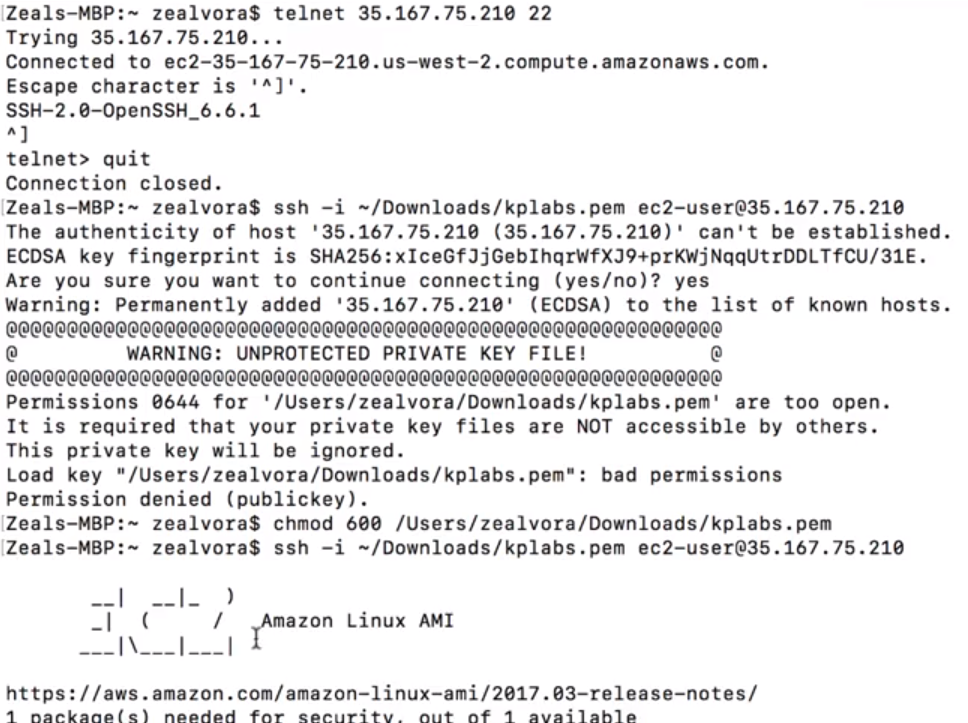 [Zeals-MBP:~ zealvora$ telnet 35.167.75.210 22
Trying 35.167.75.210...
Connected to ec2-35-167-75-210.us-west-2.compute.amazonaws.com.
Escape character is '^]'.
SSH-2.0-OpenSSH_6.6.1
^]
telnet> quit
Connection closed.
[Zeals-MBP:~ zealvora$ ssh -i ~/Downloads/kplabs.pem ec2-user@35.167.75.210
The authenticity of host '35.167.75.210 (35.167.75.210)' can't be established.
ECDSA key fingerprint is SHA256:xIceGfJjGebIhqrWfXJ9+prKWjNqqUtrDDLTfCU/31E.
Are you sure you want to continue connecting (yes/no)? yes
Warning: Permanently added '35.167.75.210' (ECDSA) to the list of known hosts.
@@@@@@@@@@@@@@@@@@@@@@@@@@@@@@@@@@@@@@@@@@@@@@@@@@@@@@@@@@@
@         WARNING: UNPROTECTED PRIVATE KEY FILE!          @
@@@@@@@@@@@@@@@@@@@@@@@@@@@@@@@@@@@@@@@@@@@@@@@@@@@@@@@@@@@
Permissions 0644 for '/Users/zealvora/Downloads/kplabs.pem' are too open.
It is required that your private key files are NOT accessible by others.
This private key will be ignored.
Load key "/Users/zealvora/Downloads/kplabs.pem": bad permissions
Permission denied (publickey).
[Zeals-MBP:~ zealvora$ chmod 600 /Users/zealvora/Downloads/kplabs.pem
[Zeals-MBP:~ zealvora$ ssh -i ~/Downloads/kplabs.pem ec2-user@35.167.75.210
       __|  __|_  )
       _|  (     /   Amazon Linux AMI
      ___|\___|___|
https://aws.amazon.com/amazon-linux-ami/2017.03-release-notes/
1 package(s) needed for security, out of 1 available